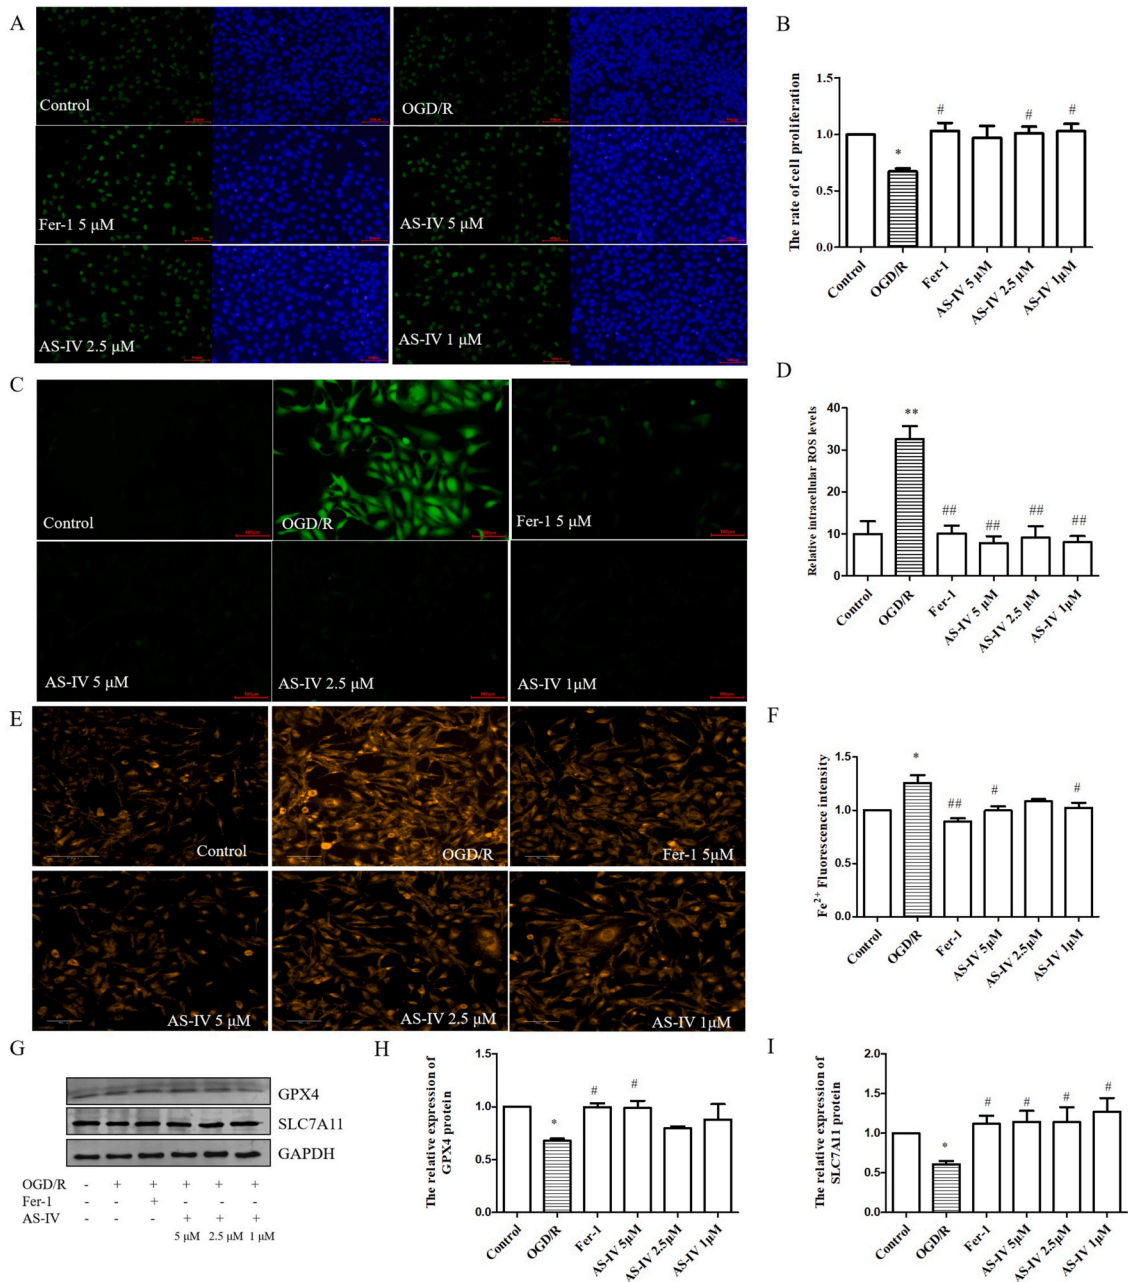 A
Control
OGD/R
Fer-1 5 μM
AS-IV 5 μM
AS-IV 2.5 μM
AS-IV 1 μM
B
The rate of cell proliferation
1.5
1.0
0.5
0.0
*
#
#
#
Control
OGD/R
Fer-1
AS-IV 5 μM
AS-IV 2.5 μM
AS-IV 1μM
C
Control
OGD/R
Fer-1 5 μM
AS-IV 5 μM
AS-IV 2.5 μM
AS-IV 1μM
D
Relative intracellular ROS levels
40
30
20
10
0
**
##
##
##
##
Control
OGD/R
Fer-1
AS-IV 5 μM
AS-IV 2.5 μM
AS-IV 1μM
E
Control
OGD/R
Fer-1 5μM
AS-IV 5 μM
AS-IV 2.5 μM
AS-IV 1μM
F
Fe²⁺ Fluorescence intensity
1.5
1.0
0.5
0.0
*
##
#
#
Control
OGD/R
Fer-1
AS-IV 5μM
AS-IV 2.5μM
AS-IV 1μM
G
GPX4
SLC7A11
GAPDH
OGD/R - + + + + +
Fer-1 - - + - - -
AS-IV - - - + + +
5 μM 2.5 μM 1 μM
H
The relative expression of
GPX4 protein
1.5
1.0
0.5
0.0
*
#
#
Control
OGD/R
Fer-1
AS-IV 5μM
AS-IV 2.5μM
AS-IV 1μM
I
The relative expression of
SLC7A11 protein
2.0
1.5
1.0
0.5
0.0
*
#
#
#
#
Control
OGD/R
Fer-1
AS-IV 5μM
AS-IV 2.5μM
AS-IV 1μM